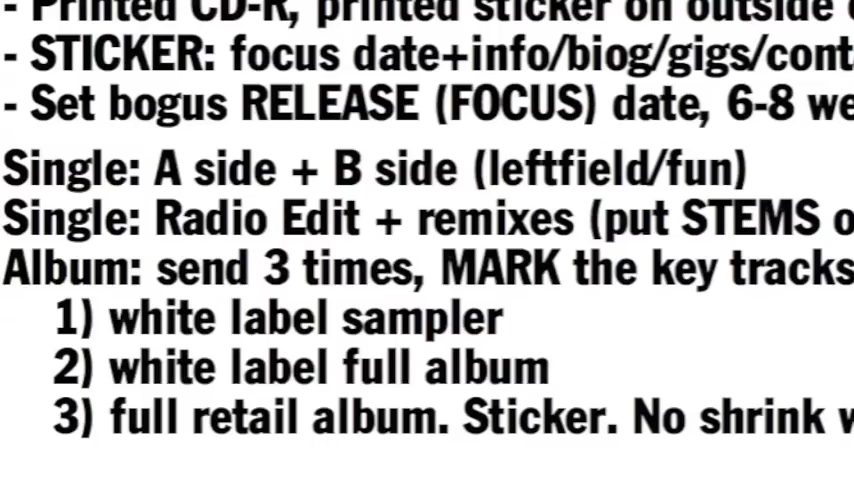 - Printed CD-R, printed sticker on outside
- STICKER: focus date+info/biog/gigs/cont
- Set bogus RELEASE (FOCUS) date, 6-8 we
Single: A side + B side (leftfield/fun)
Single: Radio Edit + remixes (put STEMS o
Album: send 3 times, MARK the key tracks
1) white label sampler
2) white label full album
3) full retail album. Sticker. No shrink w